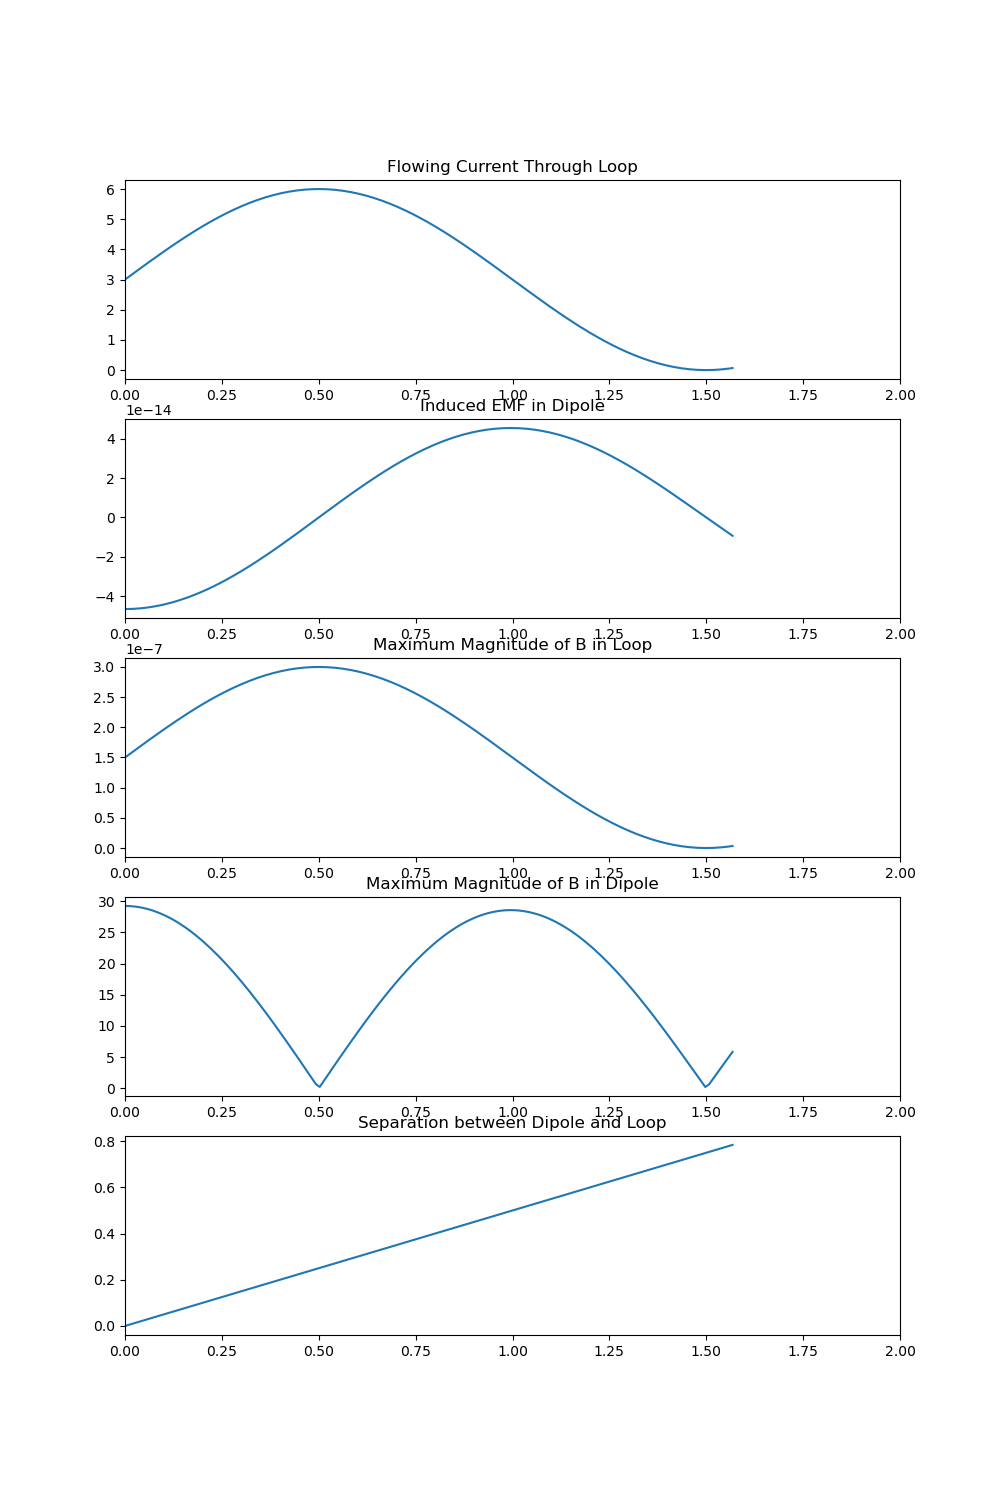 Flowing Current Through Loop
6
5
4
3
2
1
0
0.00 0.25 0.50 0.75 1.00 1.25 1.50 1.75 2.00
Induced EMF in Dipole
1e−14
4
2
0
−2
−4
0.00 0.25 0.50 0.75 1.00 1.25 1.50 1.75 2.00
Maximum Magnitude of B in Loop
1e−7
3.0
2.5
2.0
1.5
1.0
0.5
0.0
0.00 0.25 0.50 0.75 1.00 1.25 1.50 1.75 2.00
Maximum Magnitude of B in Dipole
30
25
20
15
10
5
0
0.00 0.25 0.50 0.75 1.00 1.25 1.50 1.75 2.00
Separation between Dipole and Loop
0.8
0.6
0.4
0.2
0.0
0.00 0.25 0.50 0.75 1.00 1.25 1.50 1.75 2.00